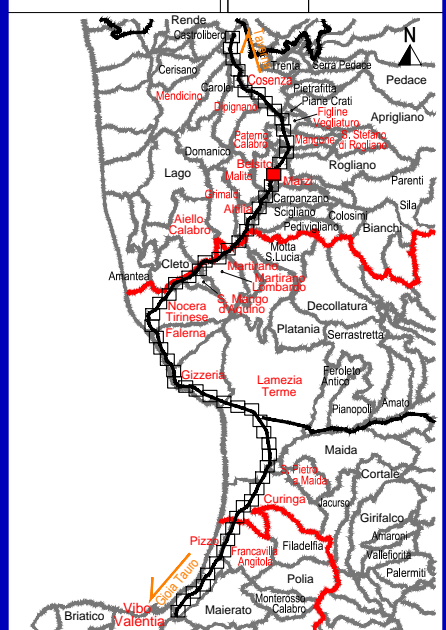 Rende
N
Castrolibero
Trenta
Serra Pedace
Cerisano
Cosenza
Pedace
Carolei
Pietrafitta
Mendicino
Dipignano
Piane Crati
Figline
Vegliaturo
Aprigliano
Paterno
Calabro
Mangone
S. Stefano
di Rogliano
Domanico
Belsito
Rogliano
Lago
Malito
Marzi
Parenti
Grimaldi
Carpanzano
Sila
Altilia
Scigliano
Colosimi
Aiello
Calabro
Pedivigliano
Bianchi
Motta
S.Lucia
Cleto
Martirano
Amantea
Martirano
Lombardo
S. Mango
d'Aquino
Nocera
Tirinese
Decollatura
Falerna
Platania
Serrastretta
Gizzeria
Lamezia
Terme
Feroleto
Antico
Pianopoli
Amato
Maida
S. Pietra
a Maida
Cortale
Curinga
Jacurso
Girifalco
Pizzo
Francavilla
Angitola
Filadelfia
Amaroni
Vallefiorita
Gioia Tauro
Polia
Palermiti
Monterosso
Calabro
Vibo
Valentia
Maierato
Briatico